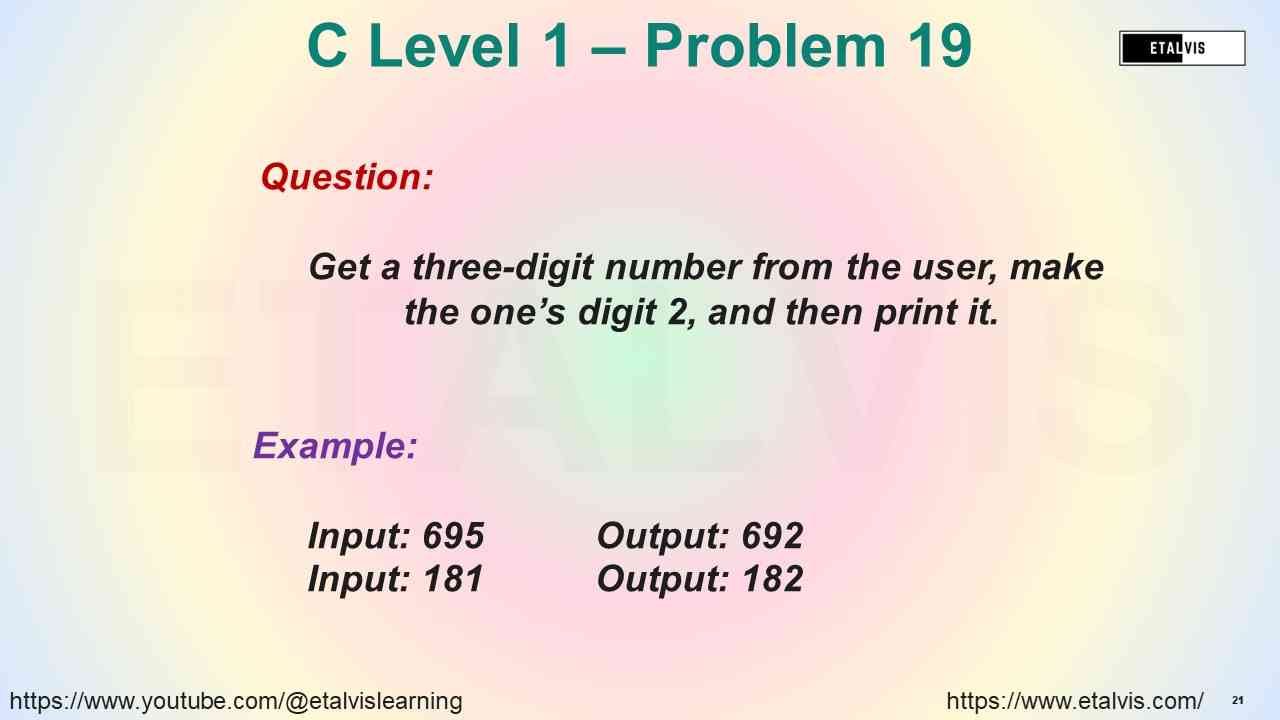 C Level 1 – Problem 19
ETALVIS
Question:
Get a three-digit number from the user, make
the one’s digit 2, and then print it.
ETALVIS
Example:
Input: 695 Output: 692
Input: 181 Output: 182
https://www.youtube.com/@etalvislearning
https://www.etalvis.com/
21